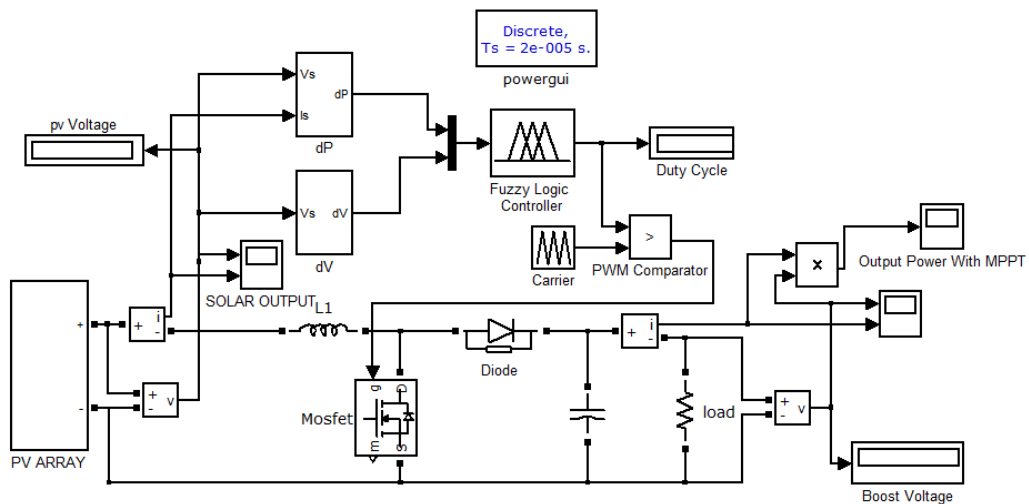 Discrete,
Ts = 2e-005 s.
powergui
Vs
Is
dP
dP
pv Voltage
Vs
dV
dV
Fuzzy Logic
Controller
Duty Cycle
>
PWM Comparator
Carrier
×
Output Power With MPPT
SOLAR OUTPUT
L1
+
-
PV ARRAY
+
i
-
+
-
v
Diode
g
D
m
S
Mosfet
+
i
-
load
+
-
v
Boost Voltage